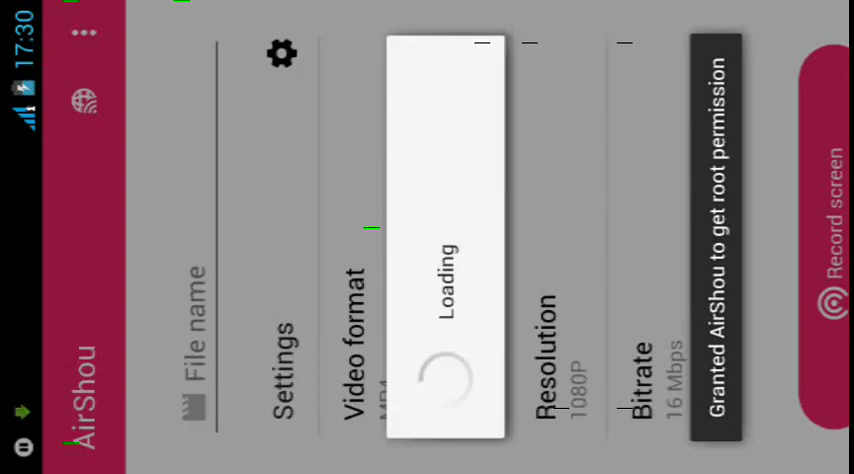 17:30
AirShou
File name
Settings
Video format
MP4
Loading
Resolution
1080P
Bitrate
16 Mbps
Granted AirShou to get root permission
Record screen